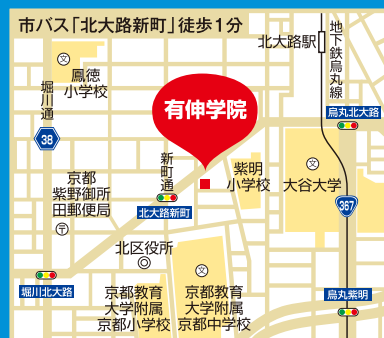 市バス「北大路新町」徒歩1分
北大路駅
地下鉄烏丸線
鳳徳
小学校
堀川通
38
有伸学院
烏丸北大路
新町通
紫明
小学校
大谷大学
京都
紫野御所
田郵便局
北大路新町
367
北区役所
堀川北大路
京都教育
大学附属
京都小学校
京都教育
大学附属
京都中学校
烏丸紫明
文
文
文
文